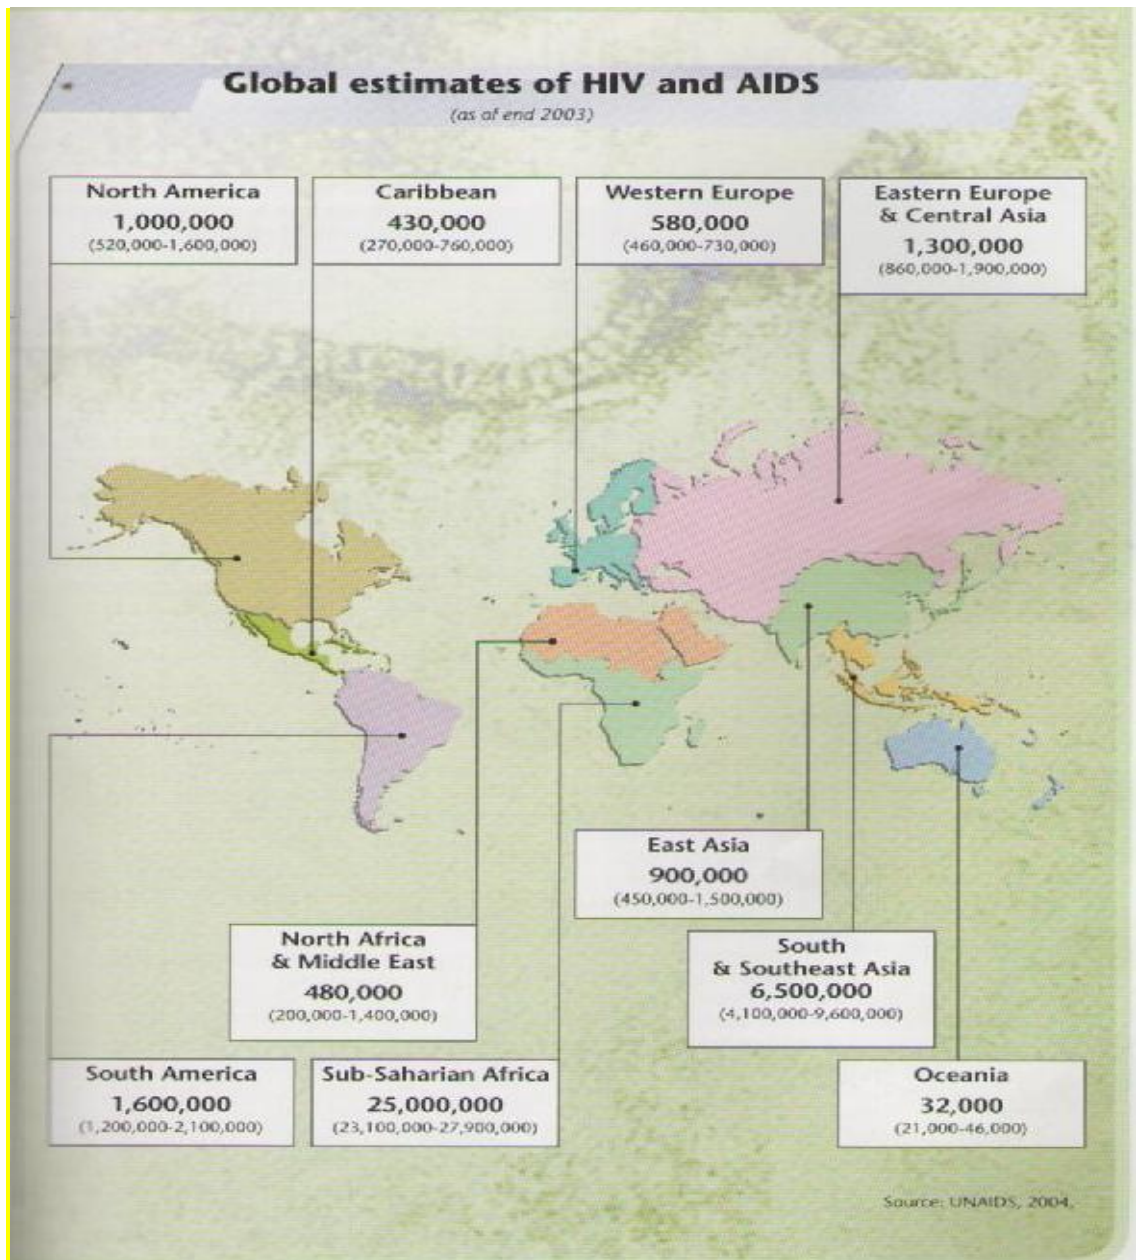 Global estimates of HIV and AIDS
(as of end 2003)
North America
1,000,000
(520,000-1,600,000)
Caribbean
430,000
(270,000-760,000)
Western Europe
580,000
(460,000-730,000)
Eastern Europe
& Central Asia
1,300,000
(860,000-1,900,000)
East Asia
900,000
(450,000-1,500,000)
North Africa
& Middle East
480,000
(200,000-1,400,000)
South
& Southeast Asia
6,500,000
(4,100,000-9,600,000)
South America
1,600,000
(1,200,000-2,100,000)
Sub-Saharian Africa
25,000,000
(23,100,000-27,900,000)
Oceania
32,000
(21,000-46,000)
Source: UNAIDS, 2004.